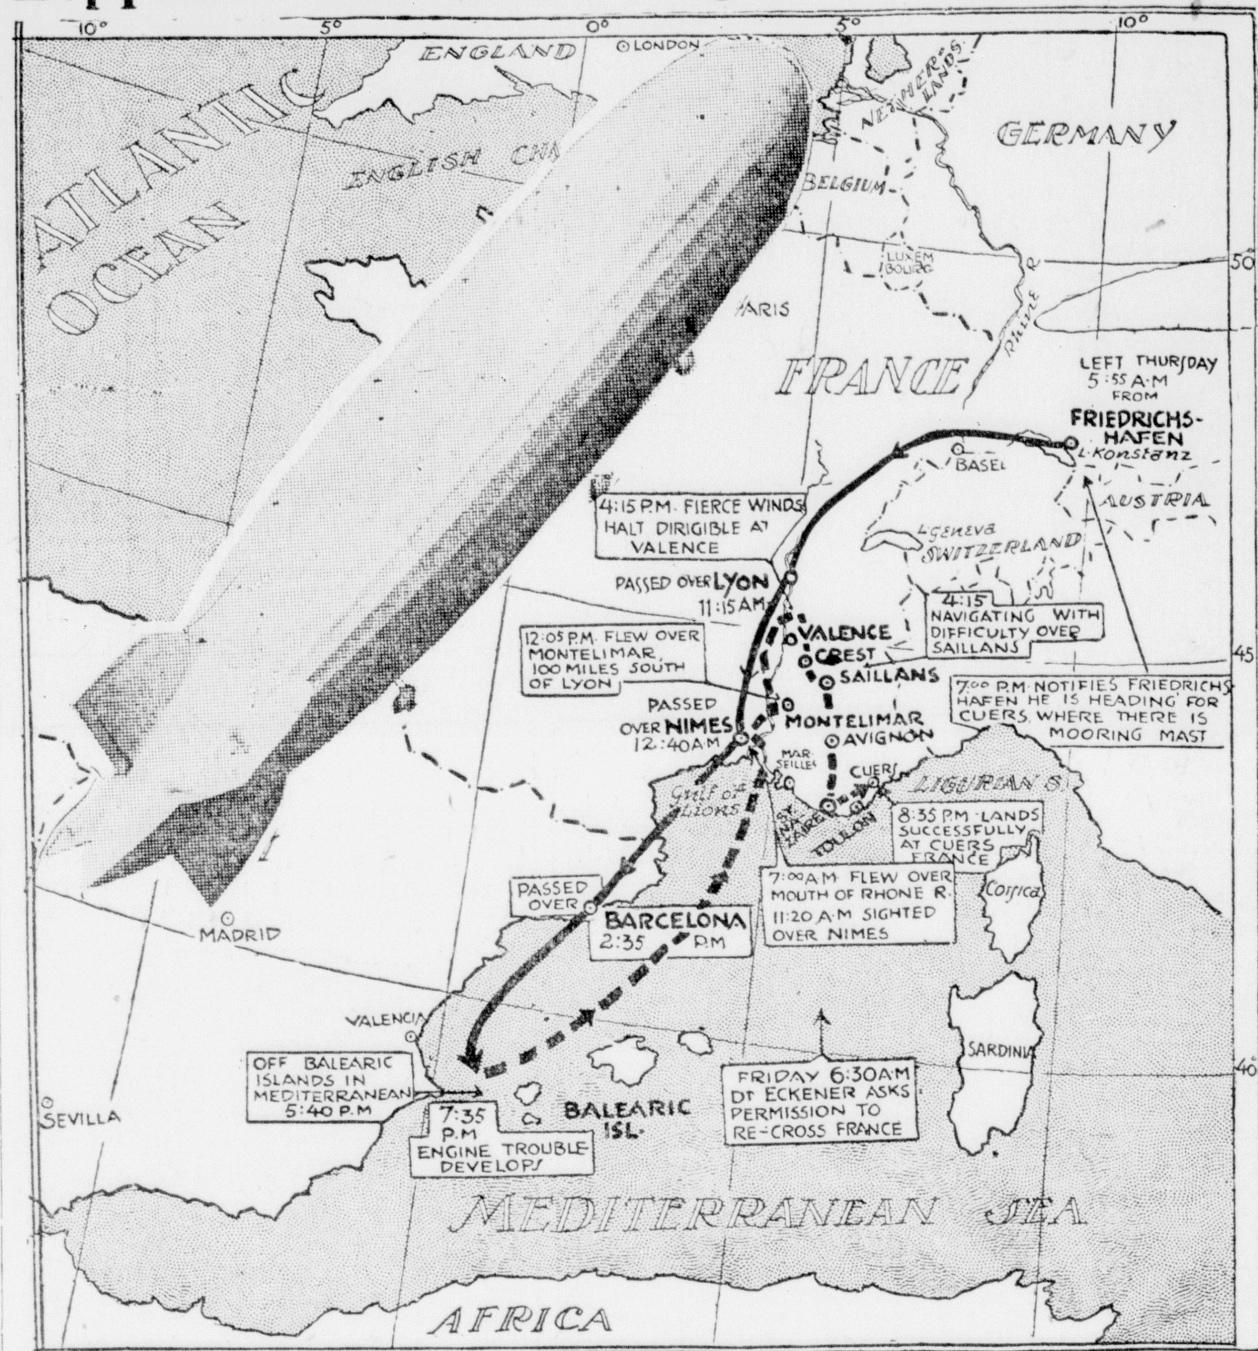 10° 5° 0° 5° 10°
ENGLAND
LONDON
NETHER-
LANDS
GERMANY
ATLANTIC
OCEAN
ENGLISH CHA
BELGIUM
LUXEM
BOURG
50°
Rhine R
ARIS
FRANCE
LEFT THURSDAY
5:55 A.M
FROM
FRIEDRICHS-
HAFEN
L. Konstanz
BASEL
AUSTRIA
4:15 P.M. FIERCE WINDS
HALT DIRIGIBLE AT
VALENCE
L. Geneva
SWITZERLAND
PASSED OVER LYON
11:15 AM
4:15
NAVIGATING WITH
DIFFICULTY OVER
SAILLANS
12:05 P.M. FLEW OVER
MONTELIMAR,
100 MILES SOUTH
OF LYON
VALENCE
CREST
SAILLANS
45
7:00 P.M. NOTIFIES FRIEDRICHS
HAFEN HE IS HEADING FOR
CUERS, WHERE THERE IS
MOORING MAST
PASSED
OVER NIMES
12:40AM
MONTELIMAR
AVIGNON
MAR-
SEILLES
CUERS
LIGURIAN S.
Gulf of
Lions
ST.
NA-
ZAIRE
TOULON
8:35 P.M. LANDS
SUCCESSFULLY
AT CUERS
FRANCE
7:00AM FLEW OVER
MOUTH OF RHONE R.
11:20 A.M SIGHTED
OVER NIMES
Corsica
PASSED
OVER
BARCELONA
2:35 P.M
MADRID
VALENCIA
SARDINIA
OFF BALEARIC
ISLANDS IN
MEDITERRANEAN
5:40 P.M
40°
SEVILLA
7:35
P.M
ENGINE TROUBLE
DEVELOPS
BALEARIC
ISL.
FRIDAY 6:30AM
Dr ECKENER ASKS
PERMISSION TO
RE-CROSS FRANCE
MEDITERRANEAN SEA
AFRICA